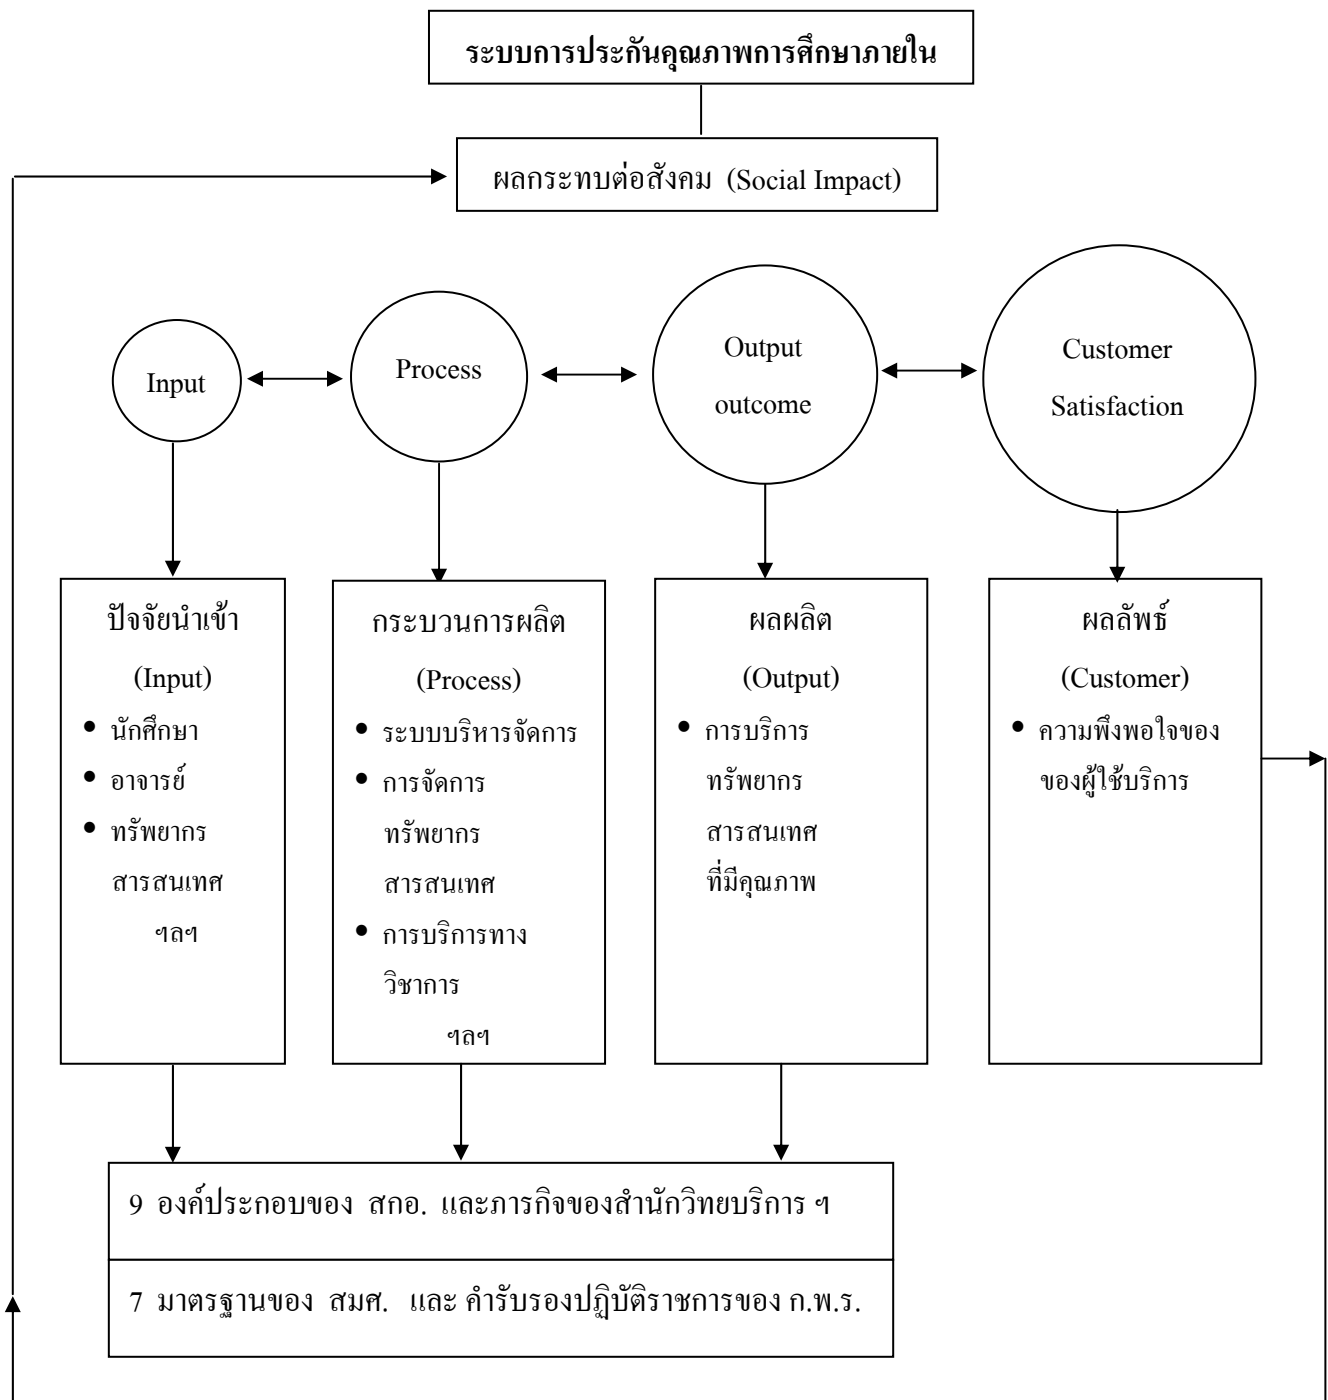 ระบบการประกันคุณภาพการศึกษาภายใน
ผลกระทบต่อสังคม (Social Impact)
Input
Process
Output
outcome
Customer
Satisfaction
ปัจจัยนำเข้า
(Input)
• นักศึกษา
• อาจารย์
• ทรัพยากร
สารสนเทศ
ฯลฯ
กระบวนการผลิต
(Process)
• ระบบบริหารจัดการ
• การจัดการ
ทรัพยากร
สารสนเทศ
• การบริการทาง
วิชาการ
ฯลฯ
ผลผลิต
(Output)
• การบริการ
ทรัพยากร
สารสนเทศ
ที่มีคุณภาพ
ผลลัพธ์
(Customer)
• ความพึงพอใจของ
ของผู้ใช้บริการ
9 องค์ประกอบของ สกอ. และภารกิจของสำนักวิทยบริการ ฯ
7 มาตรฐานของ สมศ. และ คำรับรองปฏิบัติราชการของ ก.พ.ร.